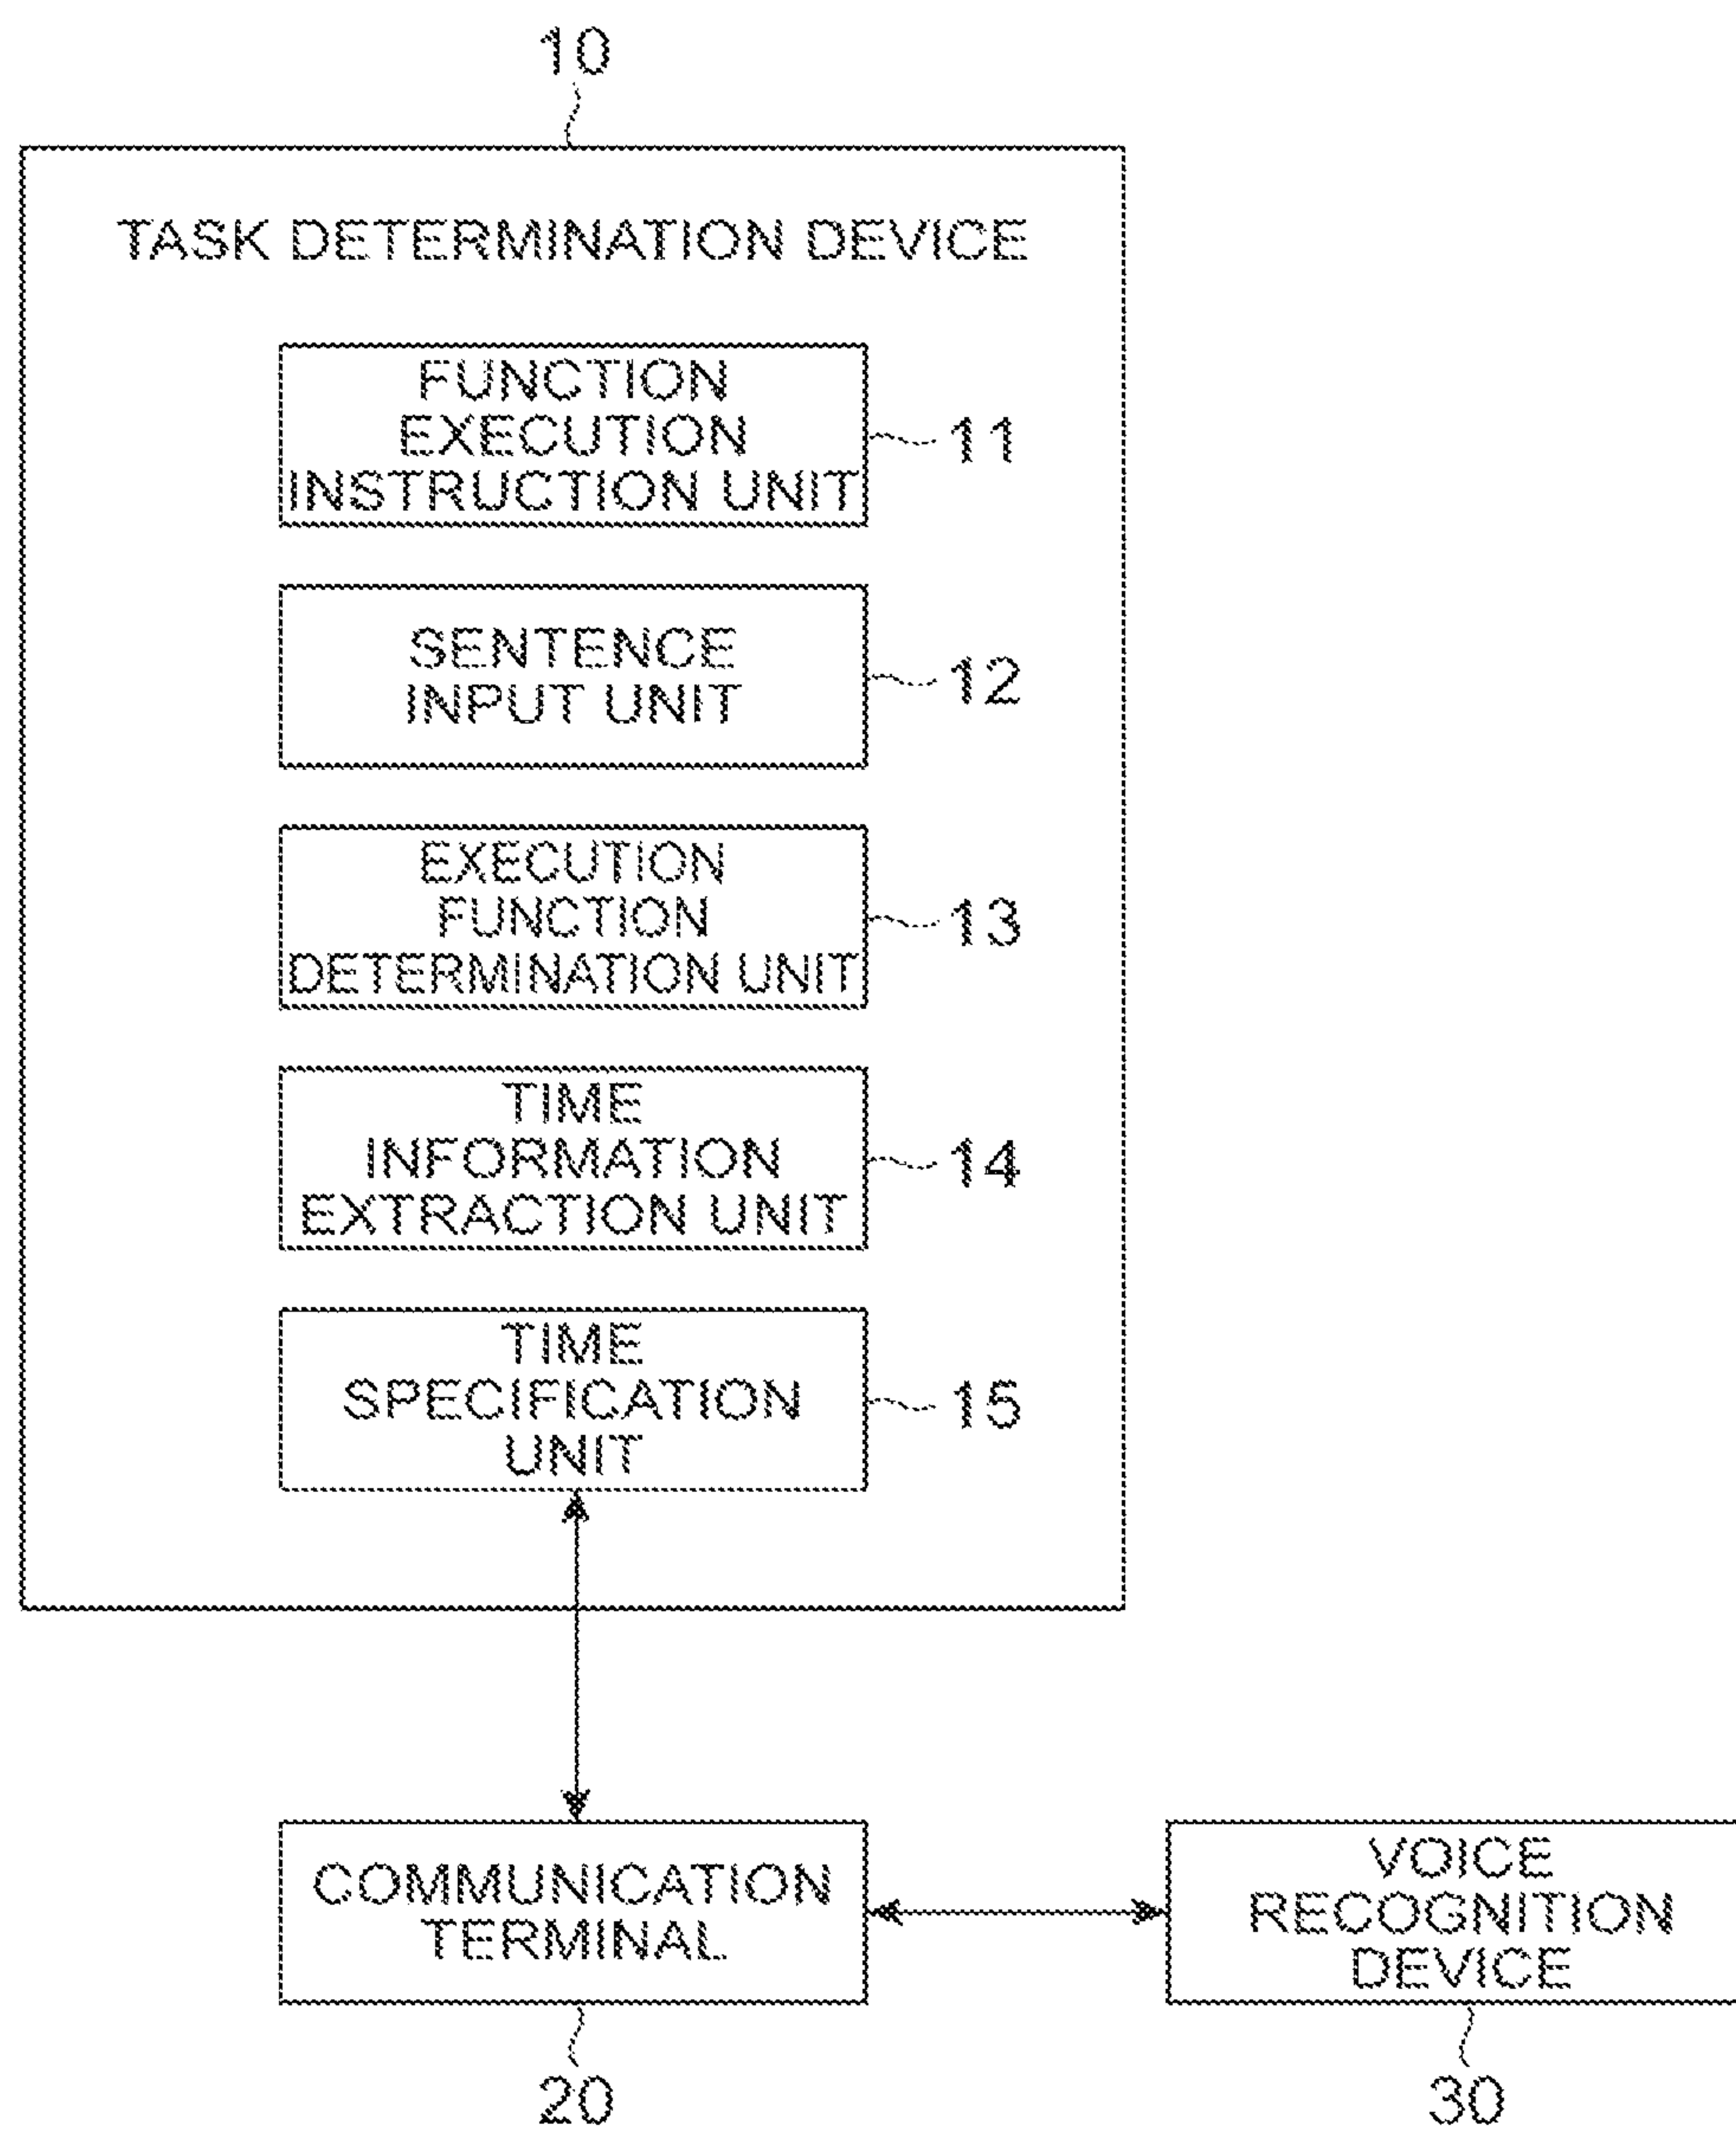 10
TASK DETERMINATION DEVICE
FUNCTION
EXECUTION
INSTRUCTION UNIT
11
SENTENCE
INPUT UNIT
12
EXECUTION
FUNCTION
DETERMINATION UNIT
13
TIME
INFORMATION
EXTRACTION UNIT
14
TIME
SPECIFICATION
UNIT
15
COMMUNICATION
TERMINAL
20
VOICE
RECOGNITION
DEVICE
30